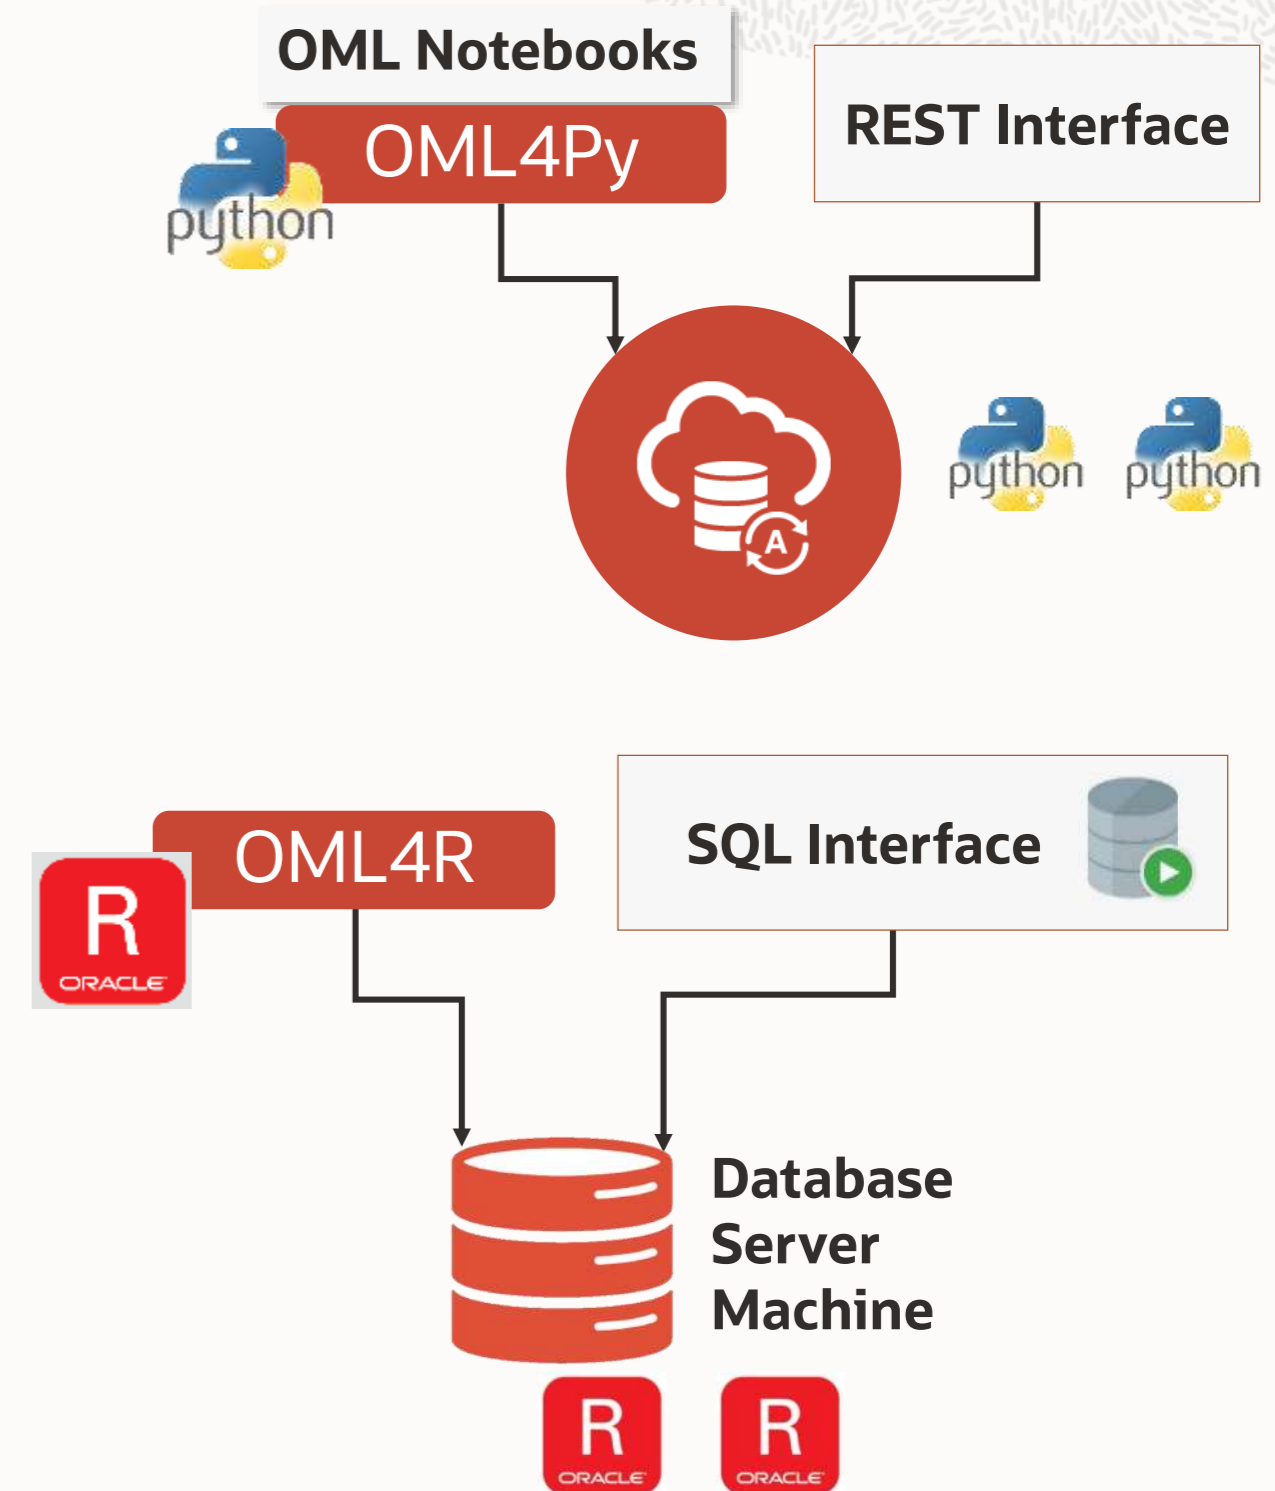 OML Notebooks
OML4Py
python
REST Interface
A
python
python
OML4R
R
ORACLE
SQL Interface
Database
Server
Machine
R
ORACLE
R
ORACLE